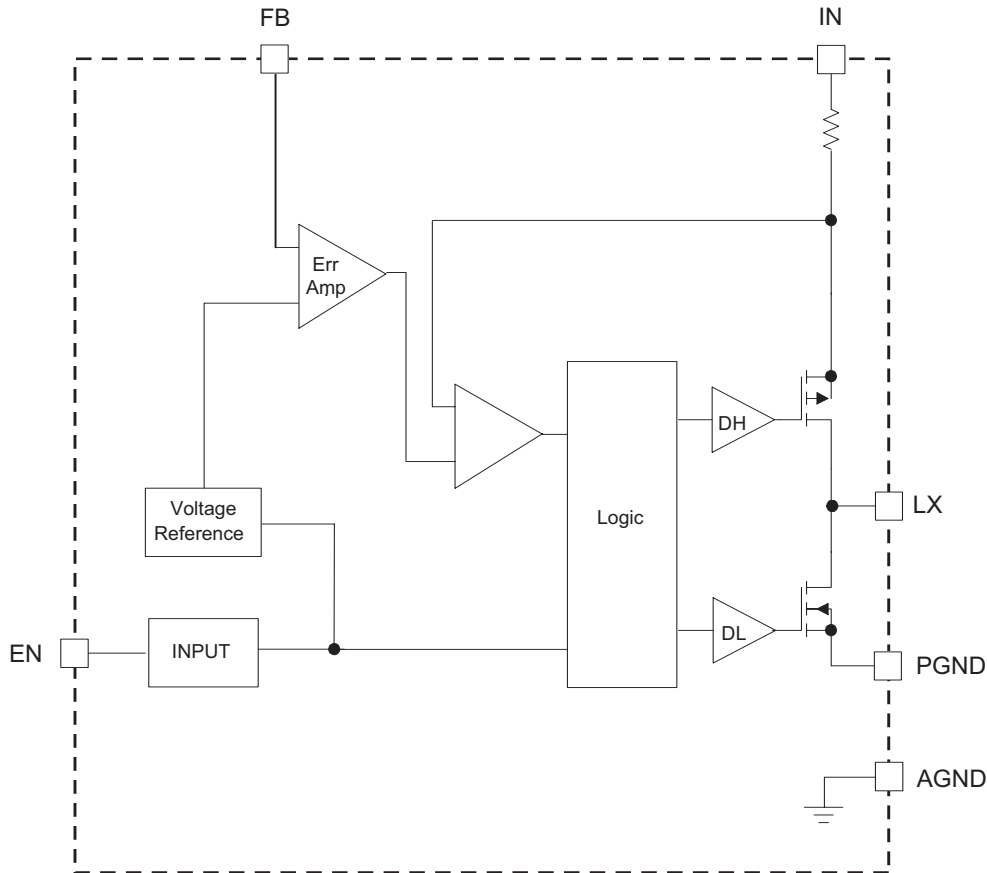 FB
IN
Err
Amp
DH
Voltage
Reference
Logic
LX
EN
INPUT
DL
PGND
AGND